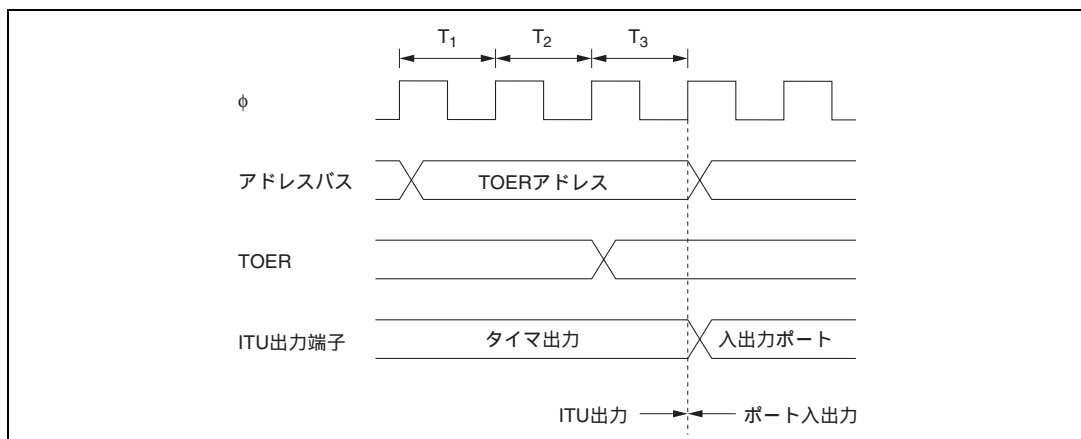 T1 T2 T3
φ
アドレスバス TOERアドレス
TOER
ITU出力端子 タイマ出力 入出力ポート
ITU出力 ポート入出力